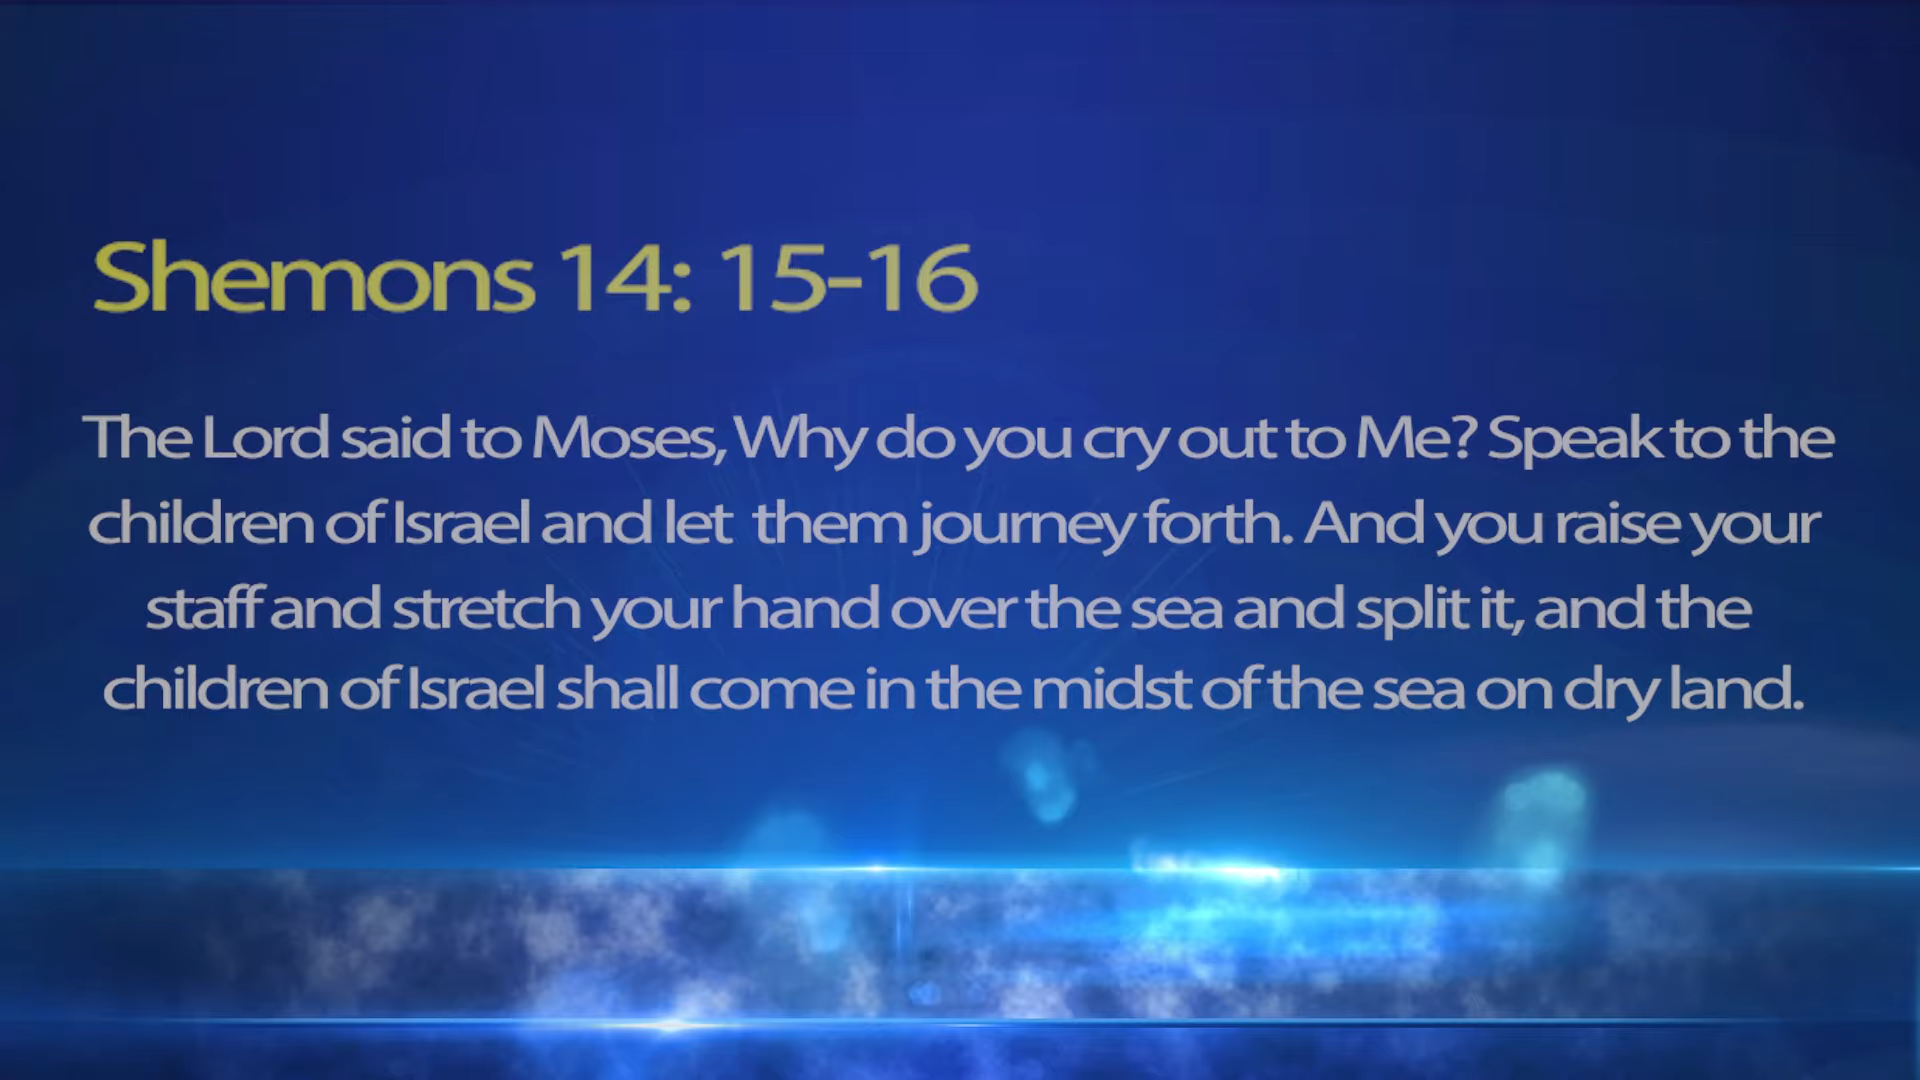 Shemons 14: 15-16
The Lord said to Moses, Why do you cry out to Me? Speak to the
children of Israel and let them journey forth. And you raise your
staff and stretch your hand over the sea and split it, and the
children of Israel shall come in the midst of the sea on dry land.